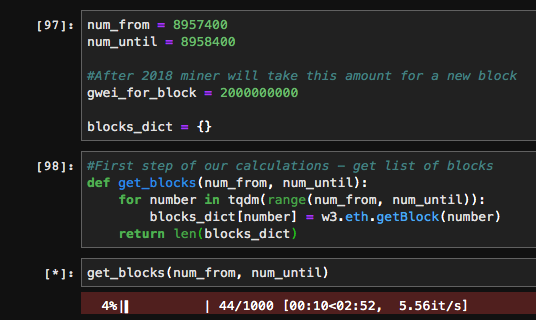 [97]: num_from = 8957400
num_until = 8958400
#After 2018 miner will take this amount for a new block
gwei_for_block = 2000000000
blocks_dict = {}
[98]: #First step of our calculations – get list of blocks
def get_blocks(num_from, num_until):
    for number in tqdm(range(num_from, num_until)):
        blocks_dict[number] = w3.eth.getBlock(number)
    return len(blocks_dict)
[*]: get_blocks(num_from, num_until)
4%|▌         | 44/1000 [00:10<02:52,  5.56it/s]